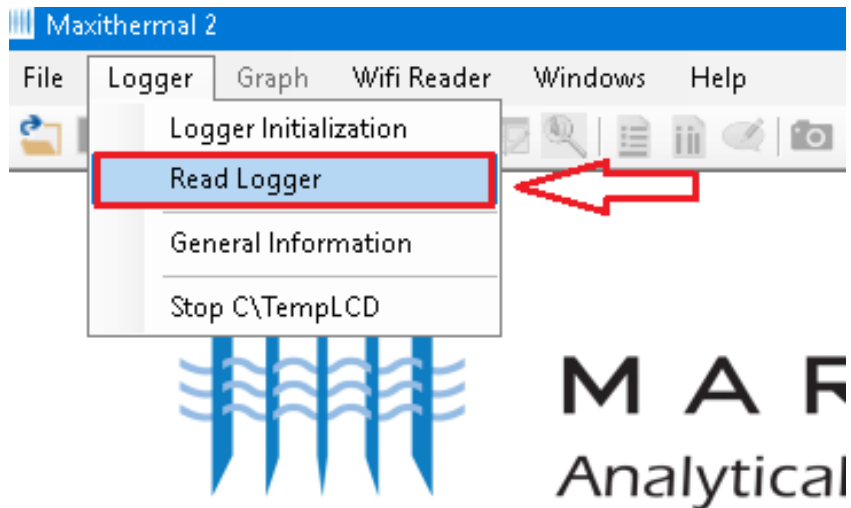 Maxithermal 2
File Logger Graph Wifi Reader Windows Help
Logger Initialization
Read Logger
General Information
Stop C\TempLCD
Analytical